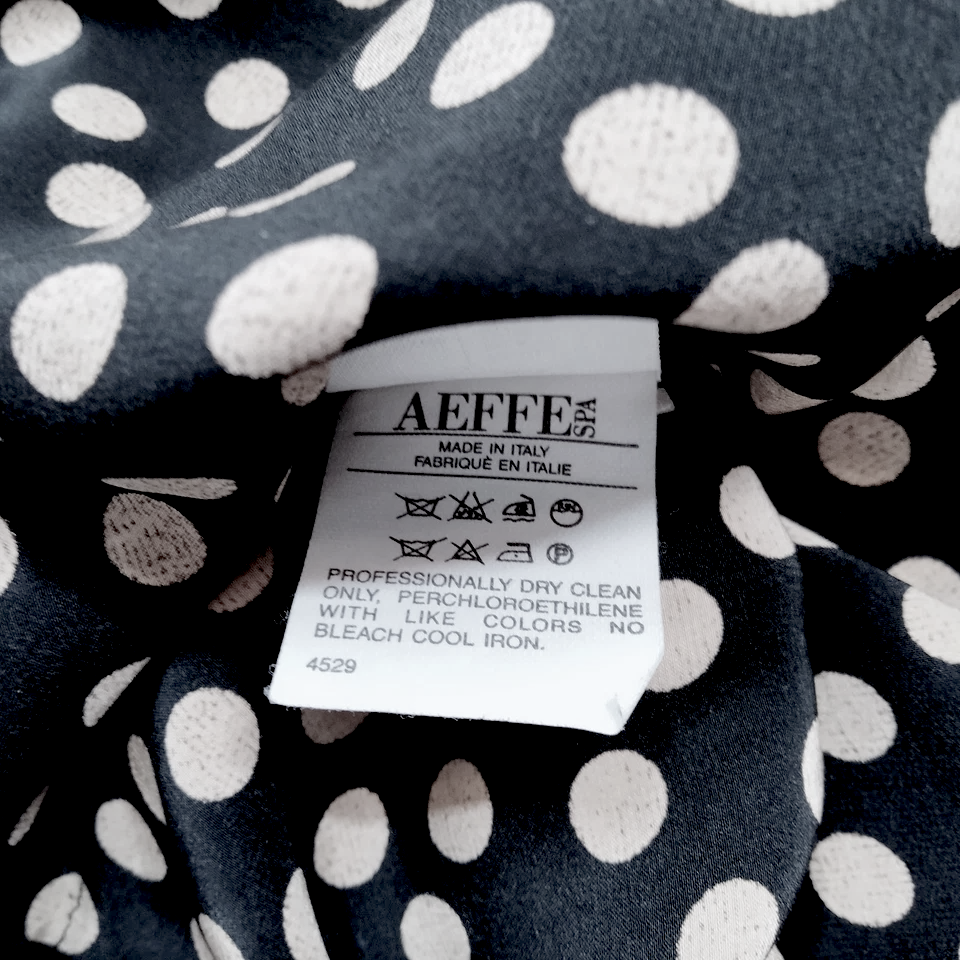 AEFFE SPA
MADE IN ITALY
FABRIQUÈ EN ITALIE
P
PROFESSIONALLY DRY CLEAN
ONLY, PERCHLOROETHILENE
WITH LIKE COLORS NO
BLEACH COOL IRON.
4529